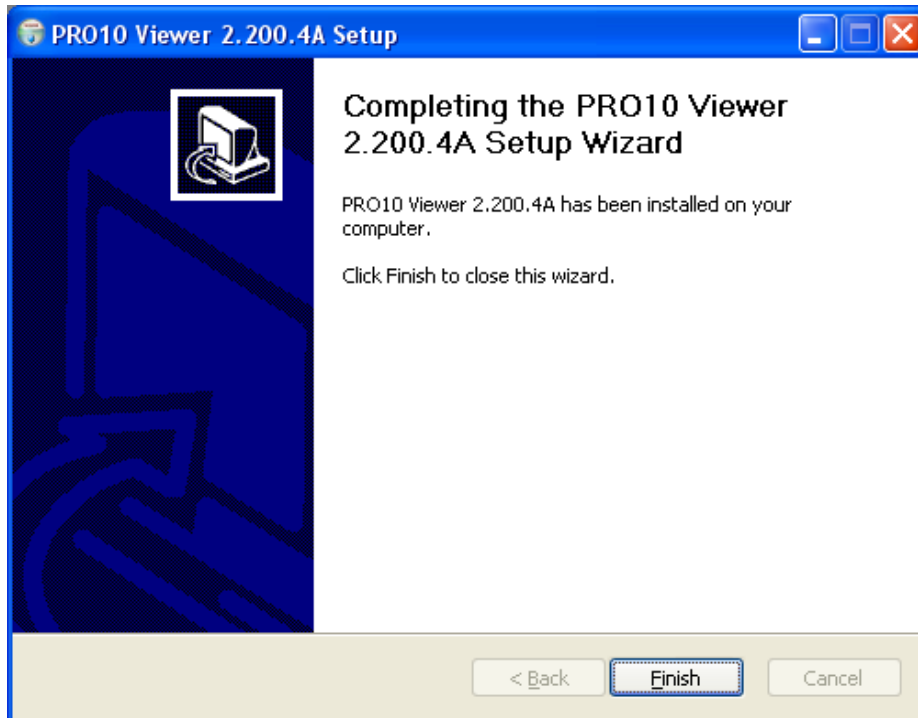 PRO10 Viewer 2.200.4A Setup
Completing the PRO10 Viewer
2.200.4A Setup Wizard
PRO10 Viewer 2.200.4A has been installed on your
computer.
Click Finish to close this wizard.
< Back
Finish
Cancel